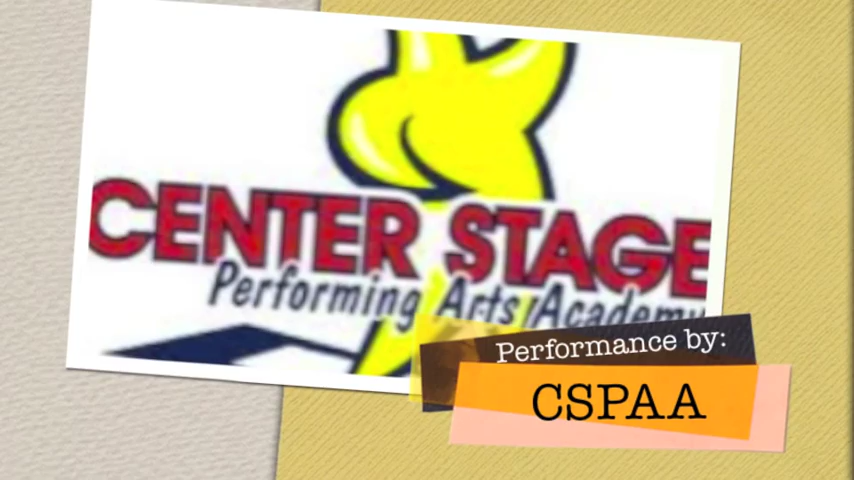 CENTER STAGE
Performing Arts Academy
Performance by:
CSPAA